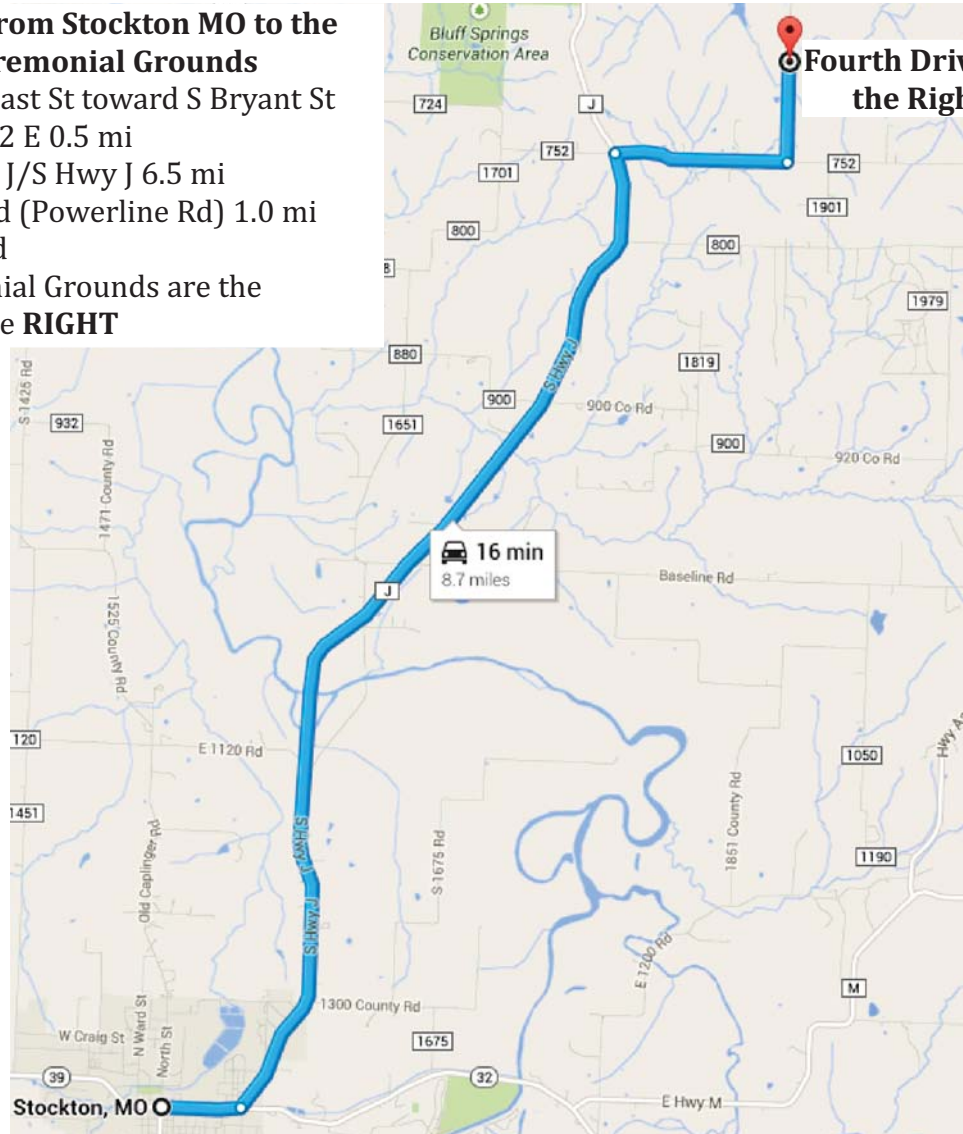 rom Stockton MO to the
remonial Grounds
ast St toward S Bryant St
2 E 0.5 mi
J/S Hwy J 6.5 mi
d (Powerline Rd) 1.0 mi
d
nial Grounds are the
e RIGHT
Bluff Springs
Conservation Area
Fourth Driv
the Righ
724
J
752
752
1701
1901
800
800
8
1979
880
S Hwy J
1819
S 1425 Rd
900
900 Co Rd
932
1651
900
920 Co Rd
1471 County Rd
16 min
8.7 miles
Baseline Rd
J
1525 County Rd
120
E 1120 Rd
1050
1451
S Hwy J
Old Caplinger Rd
S 1675 Rd
1851 County Rd
1190
S Hwy J
E 1200 Rd
M
1300 County Rd
N Ward St
North St
W Craig St
1675
39
32
E Hwy M
Stockton, MO